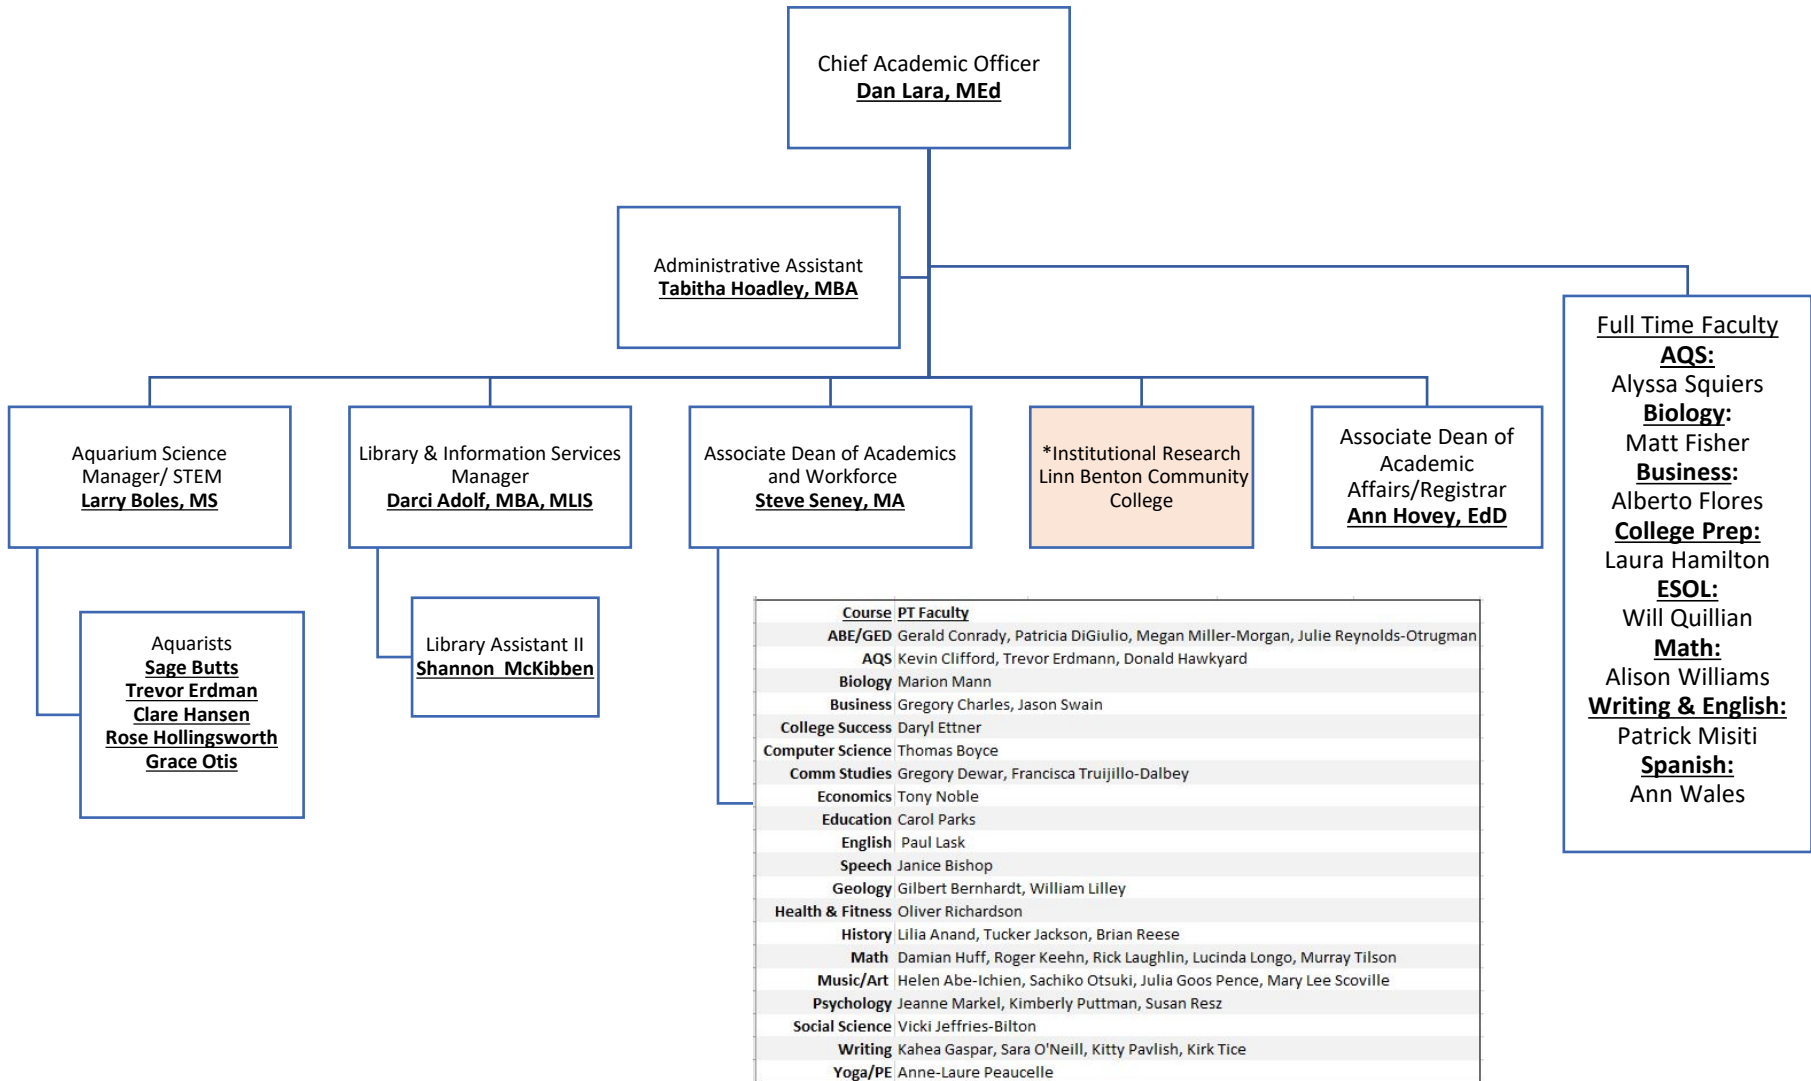 Chief Academic Officer
Dan Lara, MEd
Administrative Assistant
Tabitha Hoadley, MBA
Aquarium Science
Manager/ STEM
Larry Boles, MS
Library & Information Services
Manager
Darci Adolf, MBA, MLIS
Associate Dean of Academics
and Workforce
Steve Seney, MA
*Institutional Research
Linn Benton Community
College
Associate Dean of
Academic
Affairs/Registrar
Ann Hovey, EdD
Full Time Faculty
AQS:
Alyssa Squiers
Biology:
Matt Fisher
Business:
Alberto Flores
College Prep:
Laura Hamilton
ESOL:
Will Quillian
Math:
Alison Williams
Writing & English:
Patrick Misiti
Spanish:
Ann Wales
Aquarists
Sage Butts
Trevor Erdman
Clare Hansen
Rose Hollingsworth
Grace Otis
Library Assistant II
Shannon McKibben
Course PT Faculty
ABE/GED Gerald Conrady, Patricia DiGiulio, Megan Miller-Morgan, Julie Reynolds-Otrugman
AQS Kevin Clifford, Trevor Erdmann, Donald Hawkyard
Biology Marion Mann
Business Gregory Charles, Jason Swain
College Success Daryl Ettner
Computer Science Thomas Boyce
Comm Studies Gregory Dewar, Francisca Truijillo-Dalbey
Economics Tony Noble
Education Carol Parks
English Paul Lask
Speech Janice Bishop
Geology Gilbert Bernhardt, William Lilley
Health & Fitness Oliver Richardson
History Lilia Anand, Tucker Jackson, Brian Reese
Math Damian Huff, Roger Keehn, Rick Laughlin, Lucinda Longo, Murray Tilson
Music/Art Helen Abe-Ichien, Sachiko Otsuki, Julia Goos Pence, Mary Lee Scoville
Psychology Jeanne Markel, Kimberly Puttman, Susan Resz
Social Science Vicki Jeffries-Bilton
Writing Kahea Gaspar, Sara O'Neill, Kitty Pavlish, Kirk Tice
Yoga/PE Anne-Laure Peaucelle